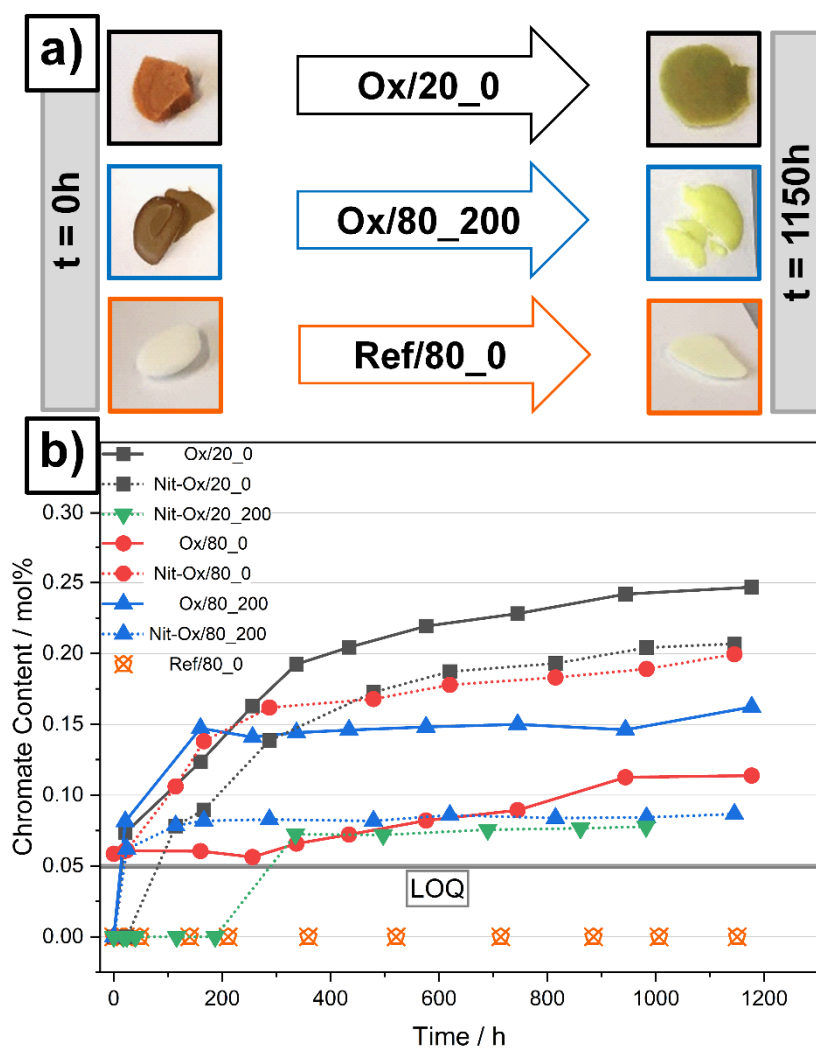 a)
t = 0h
Ox/20_0
Ox/80_200
Ref/80_0
t = 1150h
b)
Ox/20_0
Nit-Ox/20_0
Nit-Ox/20_200
Ox/80_0
Nit-Ox/80_0
Ox/80_200
Nit-Ox/80_200
Ref/80_0
Chromate Content / mol%
0.30
0.25
0.20
0.15
0.10
0.05
0.00
LOQ
0 200 400 600 800 1000 1200
Time / h